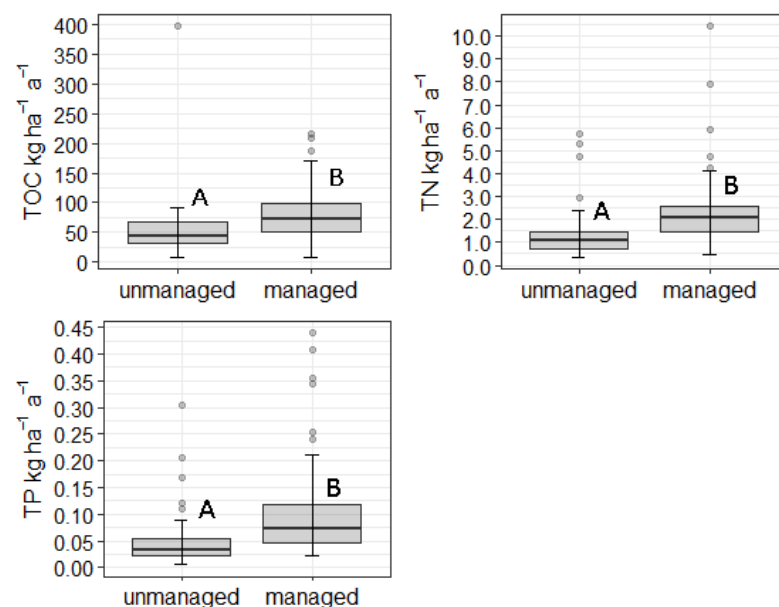 TOC kg ha⁻¹ a⁻¹
400
350
300
250
200
150
100
50
0
A
B
unmanaged managed
TN kg ha⁻¹ a⁻¹
10.0
9.0
8.0
7.0
6.0
5.0
4.0
3.0
2.0
1.0
0.0
A
B
unmanaged managed
TP kg ha⁻¹ a⁻¹
0.45
0.40
0.35
0.30
0.25
0.20
0.15
0.10
0.05
0.00
A
B
unmanaged managed